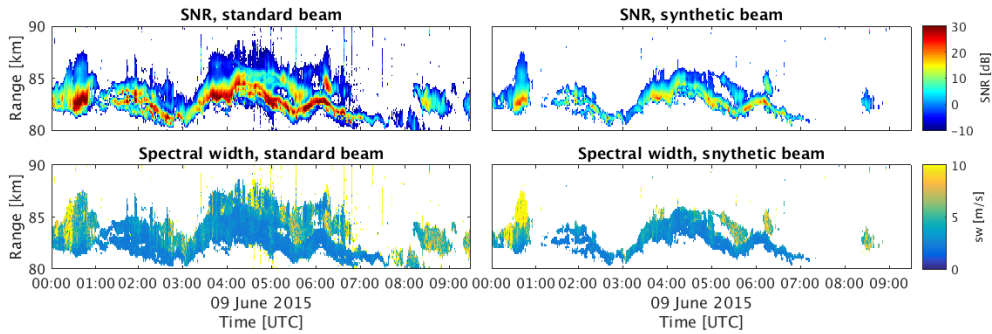 SNR, standard beam
SNR, synthetic beam
90
85
80
Range [km]
30
20
10
0
−10
SNR [dB]
Spectral width, standard beam
Spectral width, snythetic beam
90
85
80
Range [km]
10
5
0
sw [m/s]
00:00 01:00 02:00 03:00 04:00 05:00 06:00 07:00 08:00 09:00
00:00 01:00 02:00 03:00 04:00 05:00 06:00 07:00 08:00 09:00
09 June 2015
09 June 2015
Time [UTC]
Time [UTC]